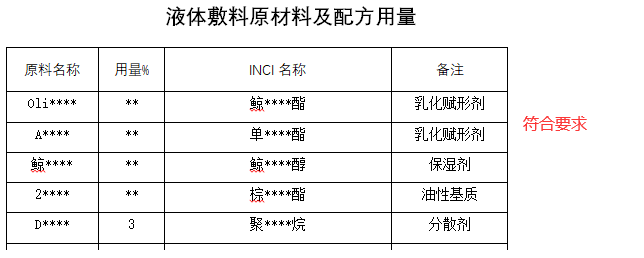 液体敷料原材料及配方用量
原料名称 用量% INCI 名称 备注
Oli**** ** 鲸****酯 乳化赋形剂
A**** ** 单****酯 乳化赋形剂
鲸**** ** 鲸****醇 保湿剂
2**** ** 棕****酯 油性基质
D**** 3 聚****烷 分散剂
符合要求